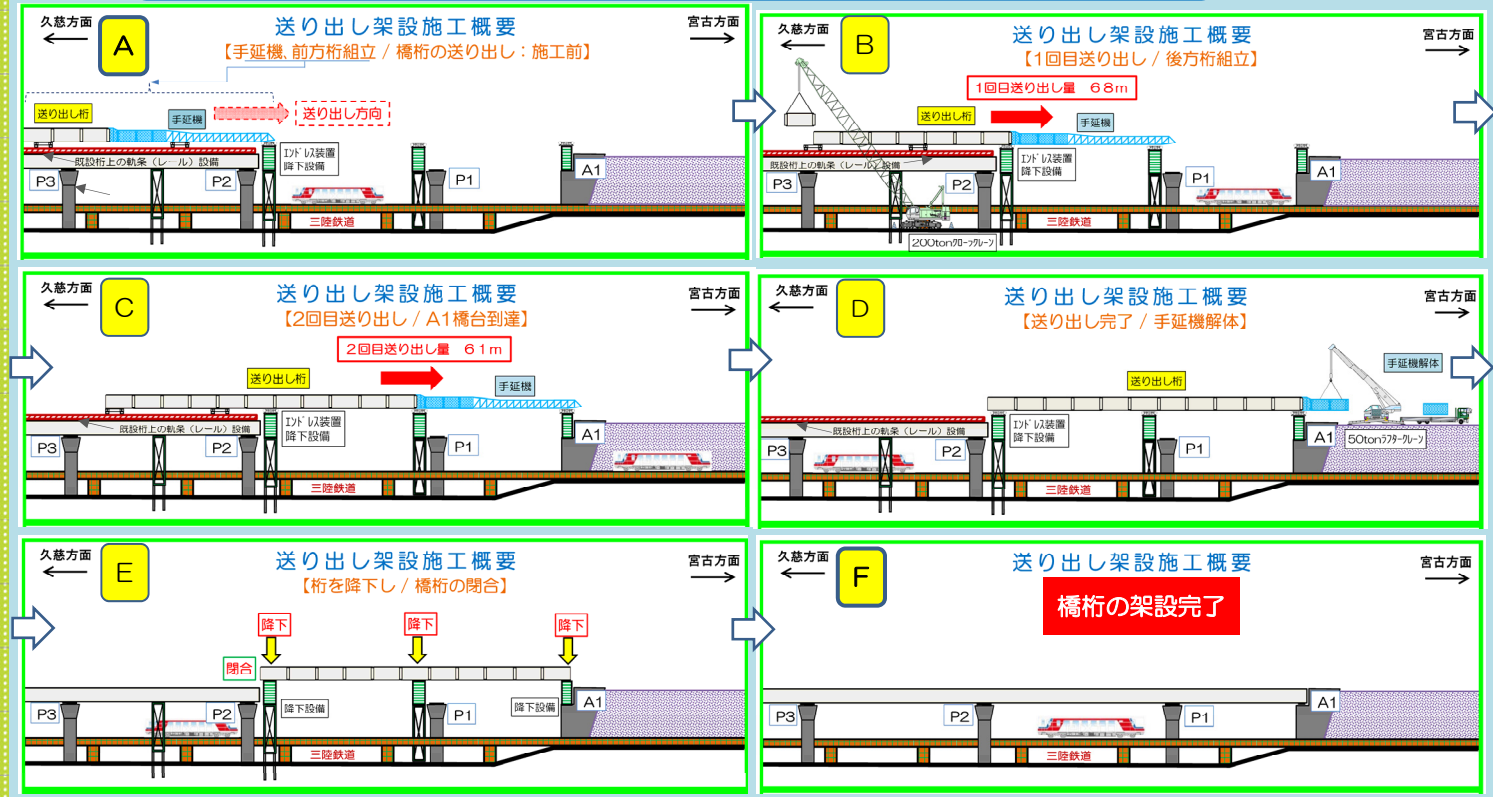 久慈方面
A
送り出し架設施工概要
【手延機、前方桁組立 / 橋桁の送り出し：施工前】
宮古方面
送り出し桁
手延機
送り出し方向
既設桁上の軌条（レール）設備
エンドレス装置
降下設備
P3
P2
P1
A1
三陸鉄道
久慈方面
B
送り出し架設施工概要
【1回目送り出し / 後方桁組立】
宮古方面
1回目送り出し量 68m
送り出し桁
手延機
既設桁上の軌条（レール）設備
エンドレス装置
降下設備
P3
P2
P1
A1
三陸鉄道
200tonクローラクレーン
久慈方面
C
送り出し架設施工概要
【2回目送り出し / A1橋台到達】
宮古方面
2回目送り出し量 61m
送り出し桁
手延機
既設桁上の軌条（レール）設備
エンドレス装置
降下設備
P3
P2
P1
A1
三陸鉄道
久慈方面
D
送り出し架設施工概要
【送り出し完了 / 手延機解体】
宮古方面
手延機解体
送り出し桁
既設桁上の軌条（レール）設備
エンドレス装置
降下設備
P3
P2
P1
A1
50tonラフタークレーン
三陸鉄道
久慈方面
E
送り出し架設施工概要
【桁を降下し / 橋桁の閉合】
宮古方面
降下
降下
降下
閉合
降下設備
降下設備
P3
P2
P1
A1
三陸鉄道
久慈方面
F
送り出し架設施工概要
宮古方面
橋桁の架設完了
P3
P2
P1
A1
三陸鉄道